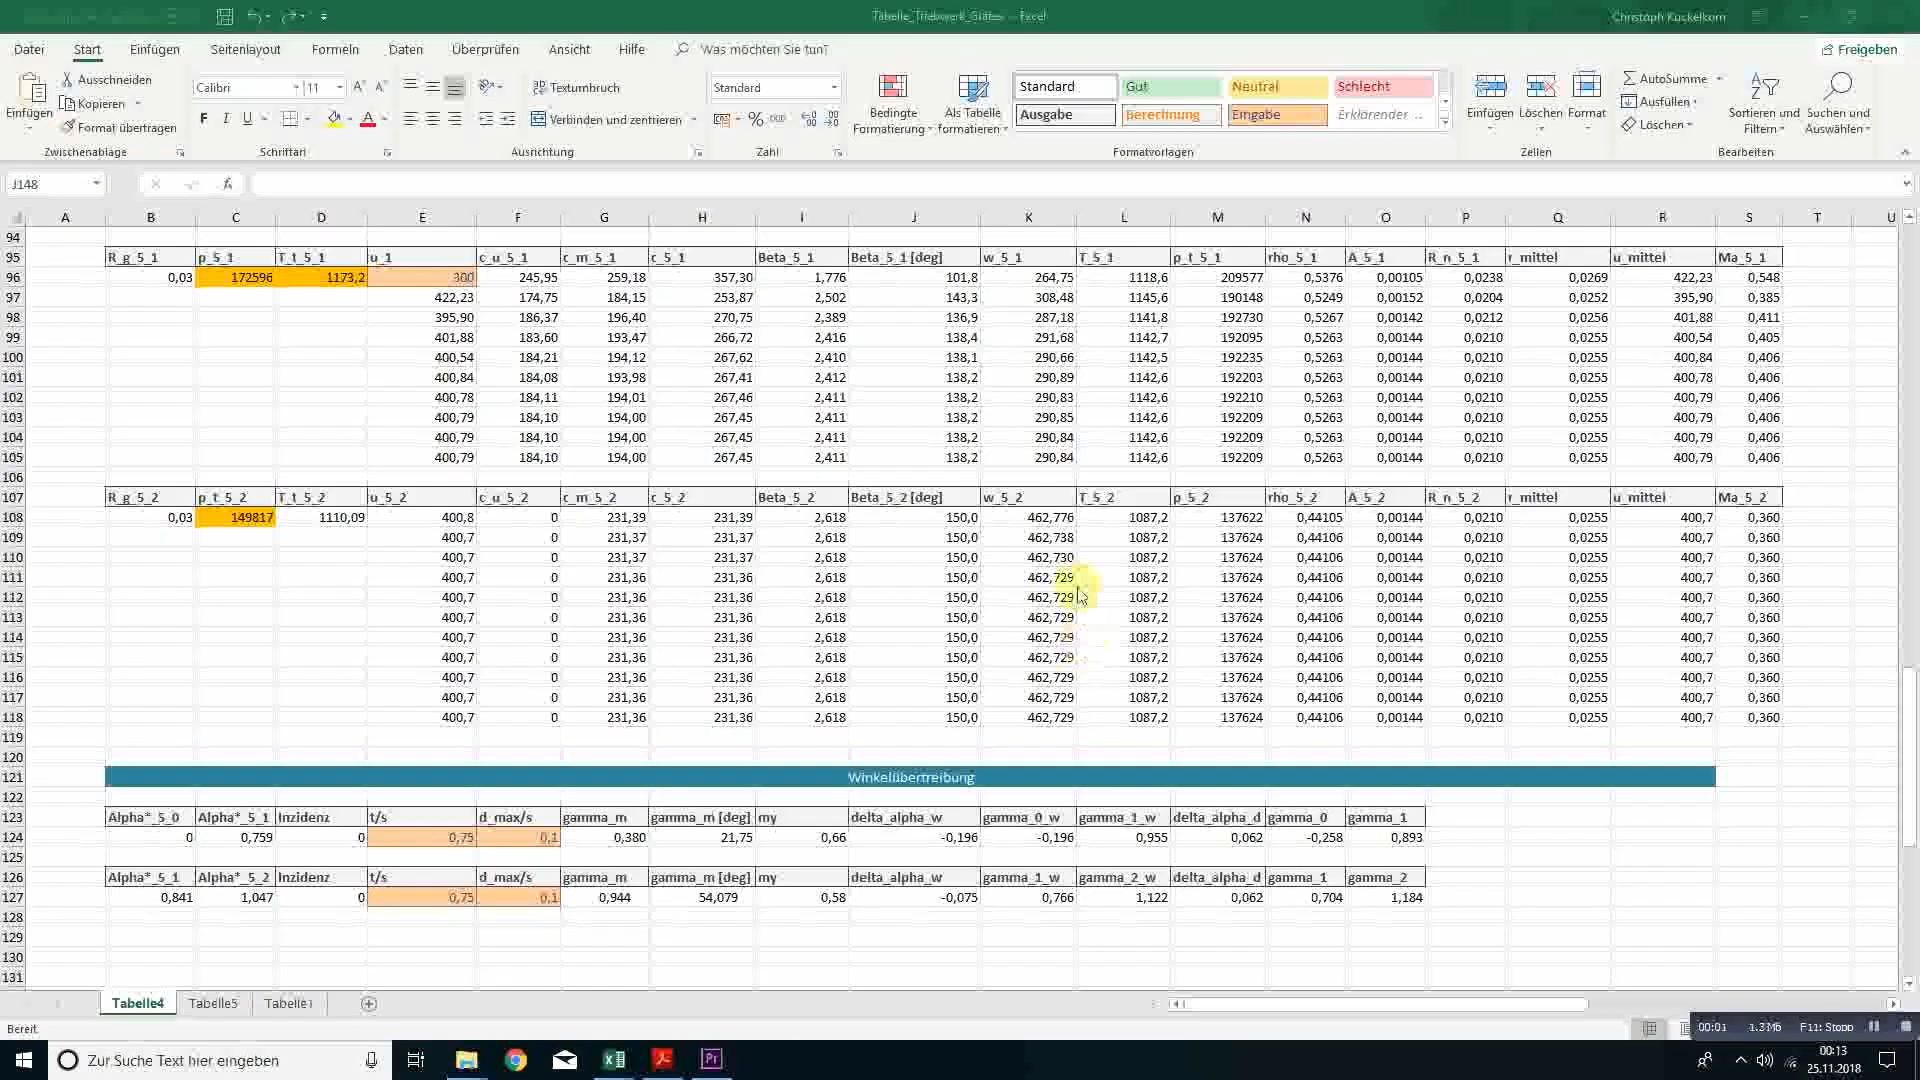 Tabelle_Triebwerk_Gräfes - Excel
Christoph Kuckelkorn
Datei Start Einfügen Seitenlayout Formeln Daten Überprüfen Ansicht Hilfe Was möchten Sie tun? Freigeben
Einfügen
Ausschneiden
Kopieren
Format übertragen
Zwischenablage
Calibri 11
F K U
Schriftart
Textumbruch
Verbinden und zentrieren
Ausrichtung
Standard
Zahl
Bedingte Formatierung
Als Tabelle formatieren
Standard Gut Neutral Schlecht
Ausgabe Berechnung Eingabe Erklärender ...
Formatvorlagen
Einfügen Löschen Format
Zellen
AutoSumme
Ausfüllen
Löschen
Sortieren und Filtern
Suchen und Auswählen
Bearbeiten
J148 fx
A B C D E F G H I J K L M N O P Q R S T U
94
95 R_g_5_1 p_5_1 T_t_5_1 u_1 c_u_5_1 c_m_5_1 c_5_1 Beta_5_1 Beta_5_1 [deg] w_5_1 T_5_1 p_t_5_1 rho_5_1 A_5_1 R_n_5_1 r_mittel u_mittel Ma_5_1
96 0,03 172596 1173,2 300 245,95 259,18 357,30 1,776 101,8 264,75 1118,6 209577 0,5376 0,00105 0,0238 0,0269 422,23 0,548
97 422,23 174,75 184,15 253,87 2,502 143,3 308,48 1145,6 190148 0,5249 0,00152 0,0204 0,0252 395,90 0,385
98 395,90 186,37 196,40 270,75 2,389 136,9 287,18 1141,8 192730 0,5267 0,00142 0,0212 0,0256 401,88 0,411
99 401,88 183,60 193,47 266,72 2,416 138,4 291,68 1142,7 192095 0,5263 0,00144 0,0210 0,0255 400,54 0,405
100 400,54 184,21 194,12 267,62 2,410 138,1 290,66 1142,5 192235 0,5263 0,00144 0,0210 0,0255 400,84 0,406
101 400,84 184,08 193,98 267,41 2,412 138,2 290,89 1142,6 192203 0,5263 0,00144 0,0210 0,0255 400,78 0,406
102 400,78 184,11 194,01 267,46 2,411 138,2 290,83 1142,6 192210 0,5263 0,00144 0,0210 0,0255 400,79 0,406
103 400,79 184,10 194,00 267,45 2,411 138,2 290,85 1142,6 192209 0,5263 0,00144 0,0210 0,0255 400,79 0,406
104 400,79 184,10 194,00 267,45 2,411 138,2 290,84 1142,6 192209 0,5263 0,00144 0,0210 0,0255 400,79 0,406
105 400,79 184,10 194,00 267,45 2,411 138,2 290,84 1142,6 192209 0,5263 0,00144 0,0210 0,0255 400,79 0,406
106
107 R_g_5_2 p_t_5_2 T_t_5_2 u_5_2 c_u_5_2 c_m_5_2 c_5_2 Beta_5_2 Beta_5_2 [deg] w_5_2 T_5_2 p_5_2 rho_5_2 A_5_2 R_n_5_2 r_mittel u_mittel Ma_5_2
108 0,03 149817 1110,09 400,8 0 231,39 231,39 2,618 150,0 462,776 1087,2 137622 0,44105 0,00144 0,0210 0,0255 400,7 0,360
109 400,7 0 231,37 231,37 2,618 150,0 462,738 1087,2 137624 0,44106 0,00144 0,0210 0,0255 400,7 0,360
110 400,7 0 231,37 231,37 2,618 150,0 462,730 1087,2 137624 0,44106 0,00144 0,0210 0,0255 400,7 0,360
111 400,7 0 231,36 231,36 2,618 150,0 462,729 1087,2 137624 0,44106 0,00144 0,0210 0,0255 400,7 0,360
112 400,7 0 231,36 231,36 2,618 150,0 462,729 1087,2 137624 0,44106 0,00144 0,0210 0,0255 400,7 0,360
113 400,7 0 231,36 231,36 2,618 150,0 462,729 1087,2 137624 0,44106 0,00144 0,0210 0,0255 400,7 0,360
114 400,7 0 231,36 231,36 2,618 150,0 462,729 1087,2 137624 0,44106 0,00144 0,0210 0,0255 400,7 0,360
115 400,7 0 231,36 231,36 2,618 150,0 462,729 1087,2 137624 0,44106 0,00144 0,0210 0,0255 400,7 0,360
116 400,7 0 231,36 231,36 2,618 150,0 462,729 1087,2 137624 0,44106 0,00144 0,0210 0,0255 400,7 0,360
117 400,7 0 231,36 231,36 2,618 150,0 462,729 1087,2 137624 0,44106 0,00144 0,0210 0,0255 400,7 0,360
118 400,7 0 231,36 231,36 2,618 150,0 462,729 1087,2 137624 0,44106 0,00144 0,0210 0,0255 400,7 0,360
119
120
121 Winkelübertreibung
122
123 Alpha*_5_0 Alpha*_5_1 Inzidenz t/s d_max/s gamma_m gamma_m [deg] my delta_alpha_w gamma_0_w gamma_1_w delta_alpha_d gamma_0 gamma_1
124 0 0,759 0 0,75 0,1 0,380 21,75 0,66 -0,196 -0,196 0,955 0,062 -0,258 0,893
125
126 Alpha*_5_1 Alpha*_5_2 Inzidenz t/s d_max/s gamma_m gamma_m [deg] my delta_alpha_w gamma_1_w gamma_2_w delta_alpha_d gamma_1 gamma_2
127 0,841 1,047 0 0,75 0,1 0,944 54,079 0,58 -0,075 0,766 1,122 0,062 0,704 1,184
128
129
130
131
Tabelle4 Tabelle5 Tabelle1
Bereit
00:01 1.3 Mb F11: Stopp
Zur Suche Text hier eingeben
00:13
25.11.2018